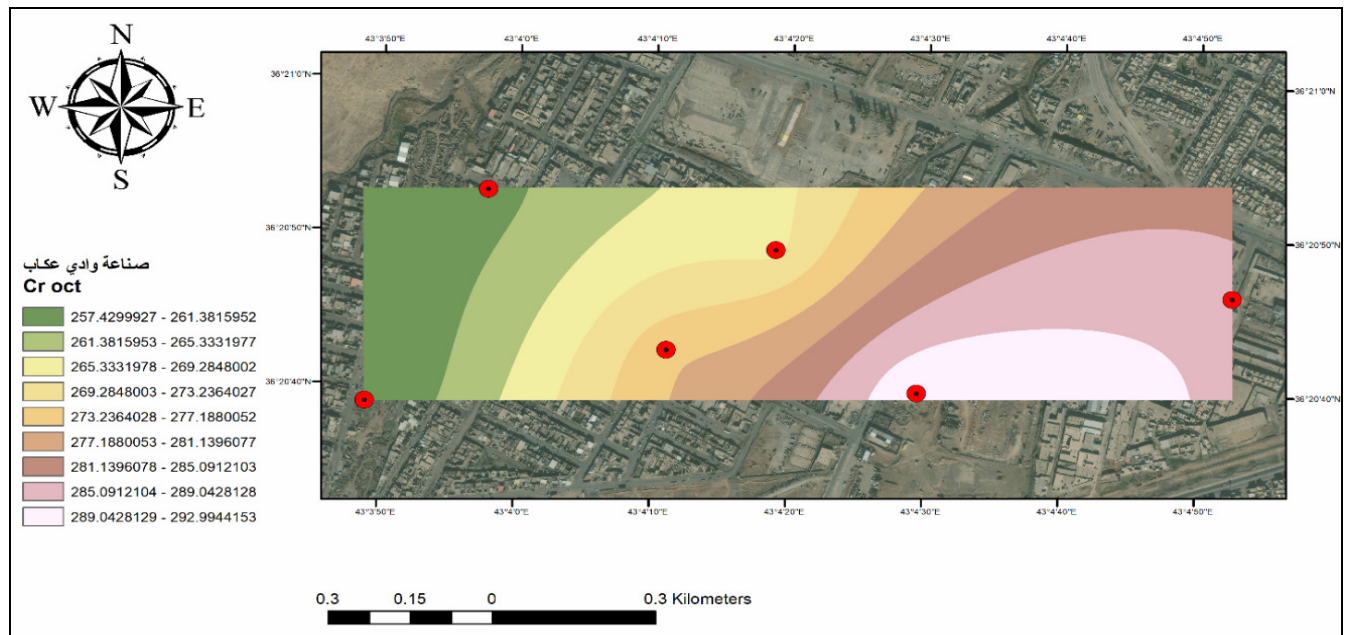 N
W E
S
43°3'50"E 43°4'0"E 43°4'10"E 43°4'20"E 43°4'30"E 43°4'40"E 43°4'50"E
36°21'0"N 36°21'0"N
36°20'50"N 36°20'50"N
36°20'40"N 36°20'40"N
43°3'50"E 43°4'0"E 43°4'10"E 43°4'20"E 43°4'30"E 43°4'40"E 43°4'50"E
صناعة وادي عكاب
Cr oct
257.4299927 - 261.3815952
261.3815953 - 265.3331977
265.3331978 - 269.2848002
269.2848003 - 273.2364027
273.2364028 - 277.1880052
277.1880053 - 281.1396077
281.1396078 - 285.0912103
285.0912104 - 289.0428128
289.0428129 - 292.9944153
0.3 0.15 0 0.3 Kilometers